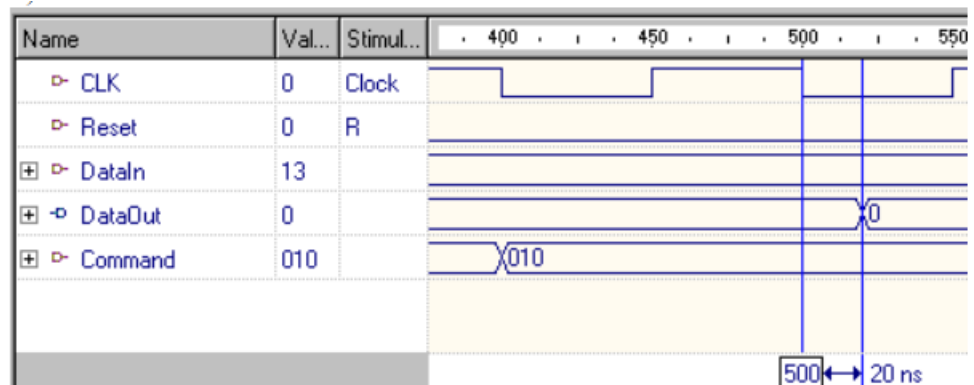 Name Val... Stimul... 400 450 500 550
CLK 0 Clock
Reset 0 R
DataIn 13
DataOut 0 0
Command 010 010
500 20 ns